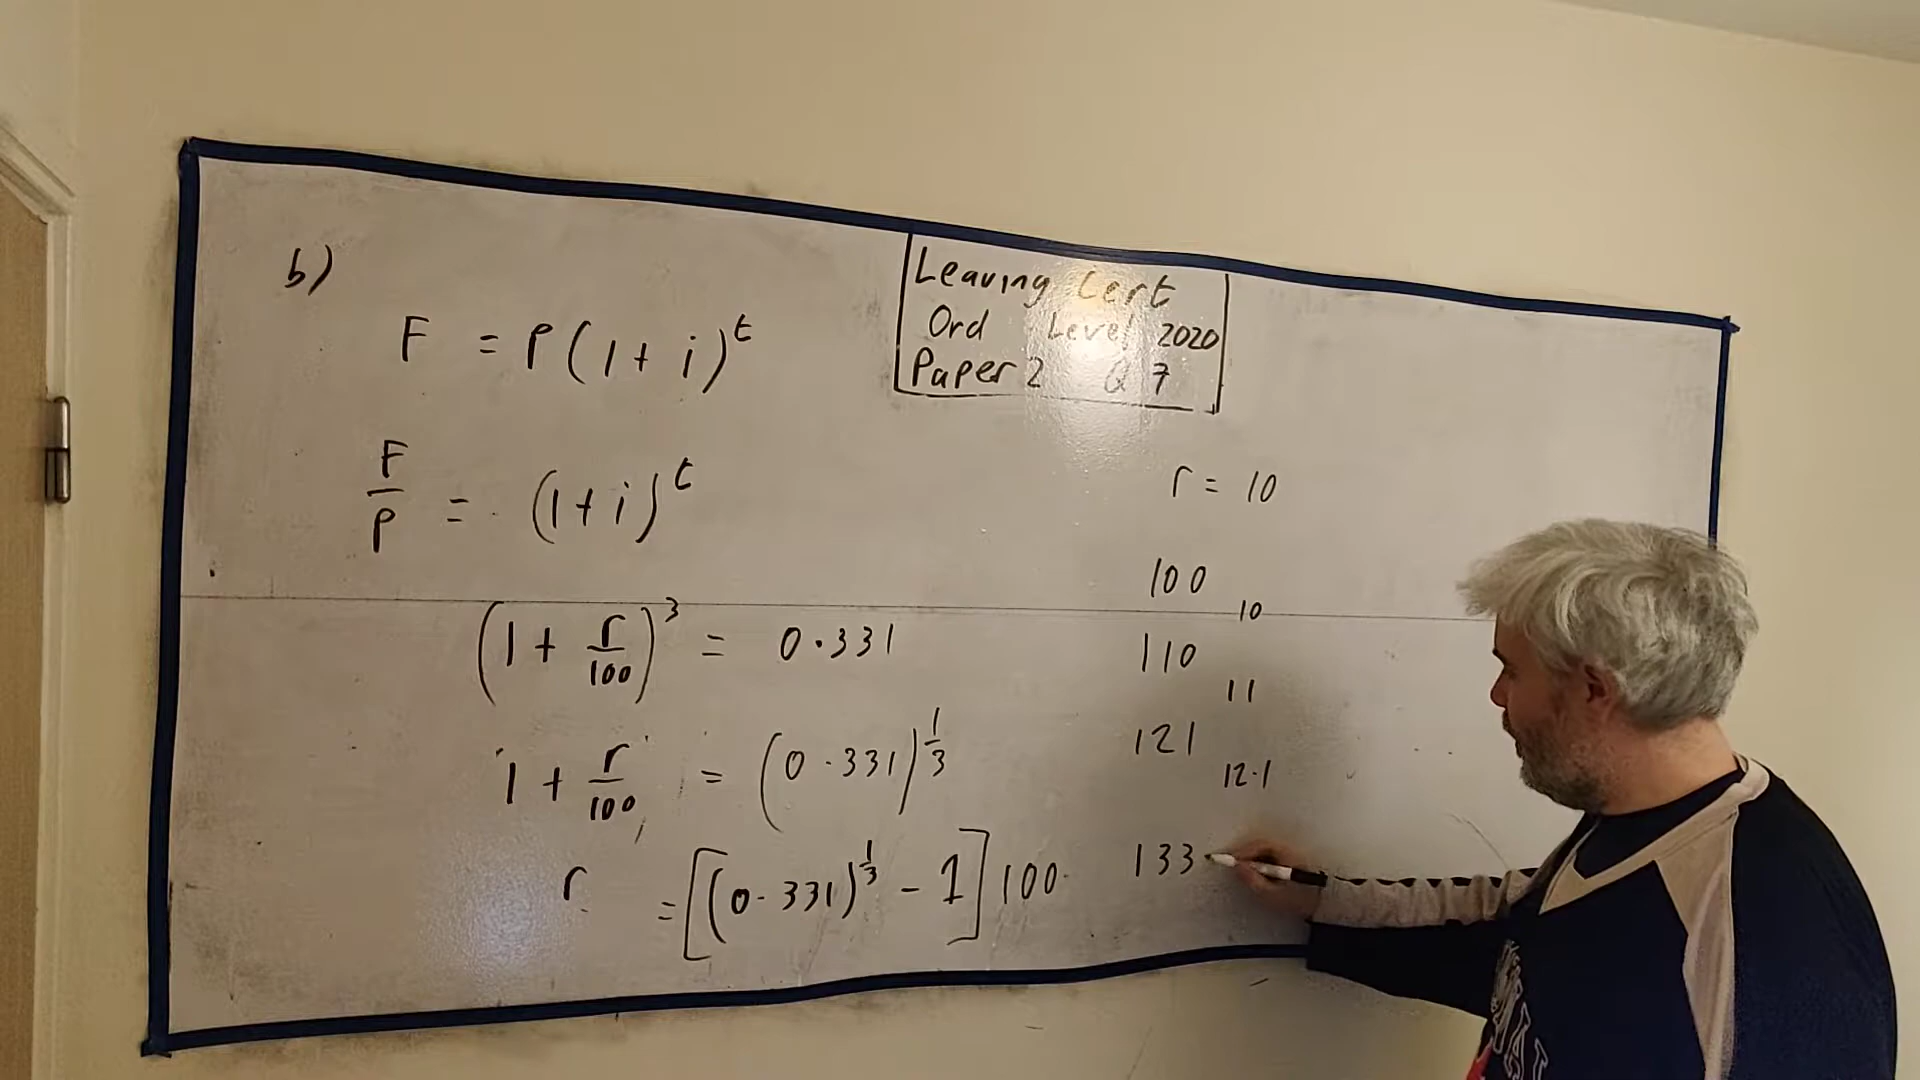 b)
Leaving Cert
Ord Level 2020
Paper 2 Q 7
F = P(1 + i)^t
F/P = (1 + i)^t
r = 10
100
10
(1 + r/100)^3 = 0.331
110
11
1 + r/100 = (0.331)^1/3
121
12.1
r = [(0.331)^1/3 - 1] 100
133